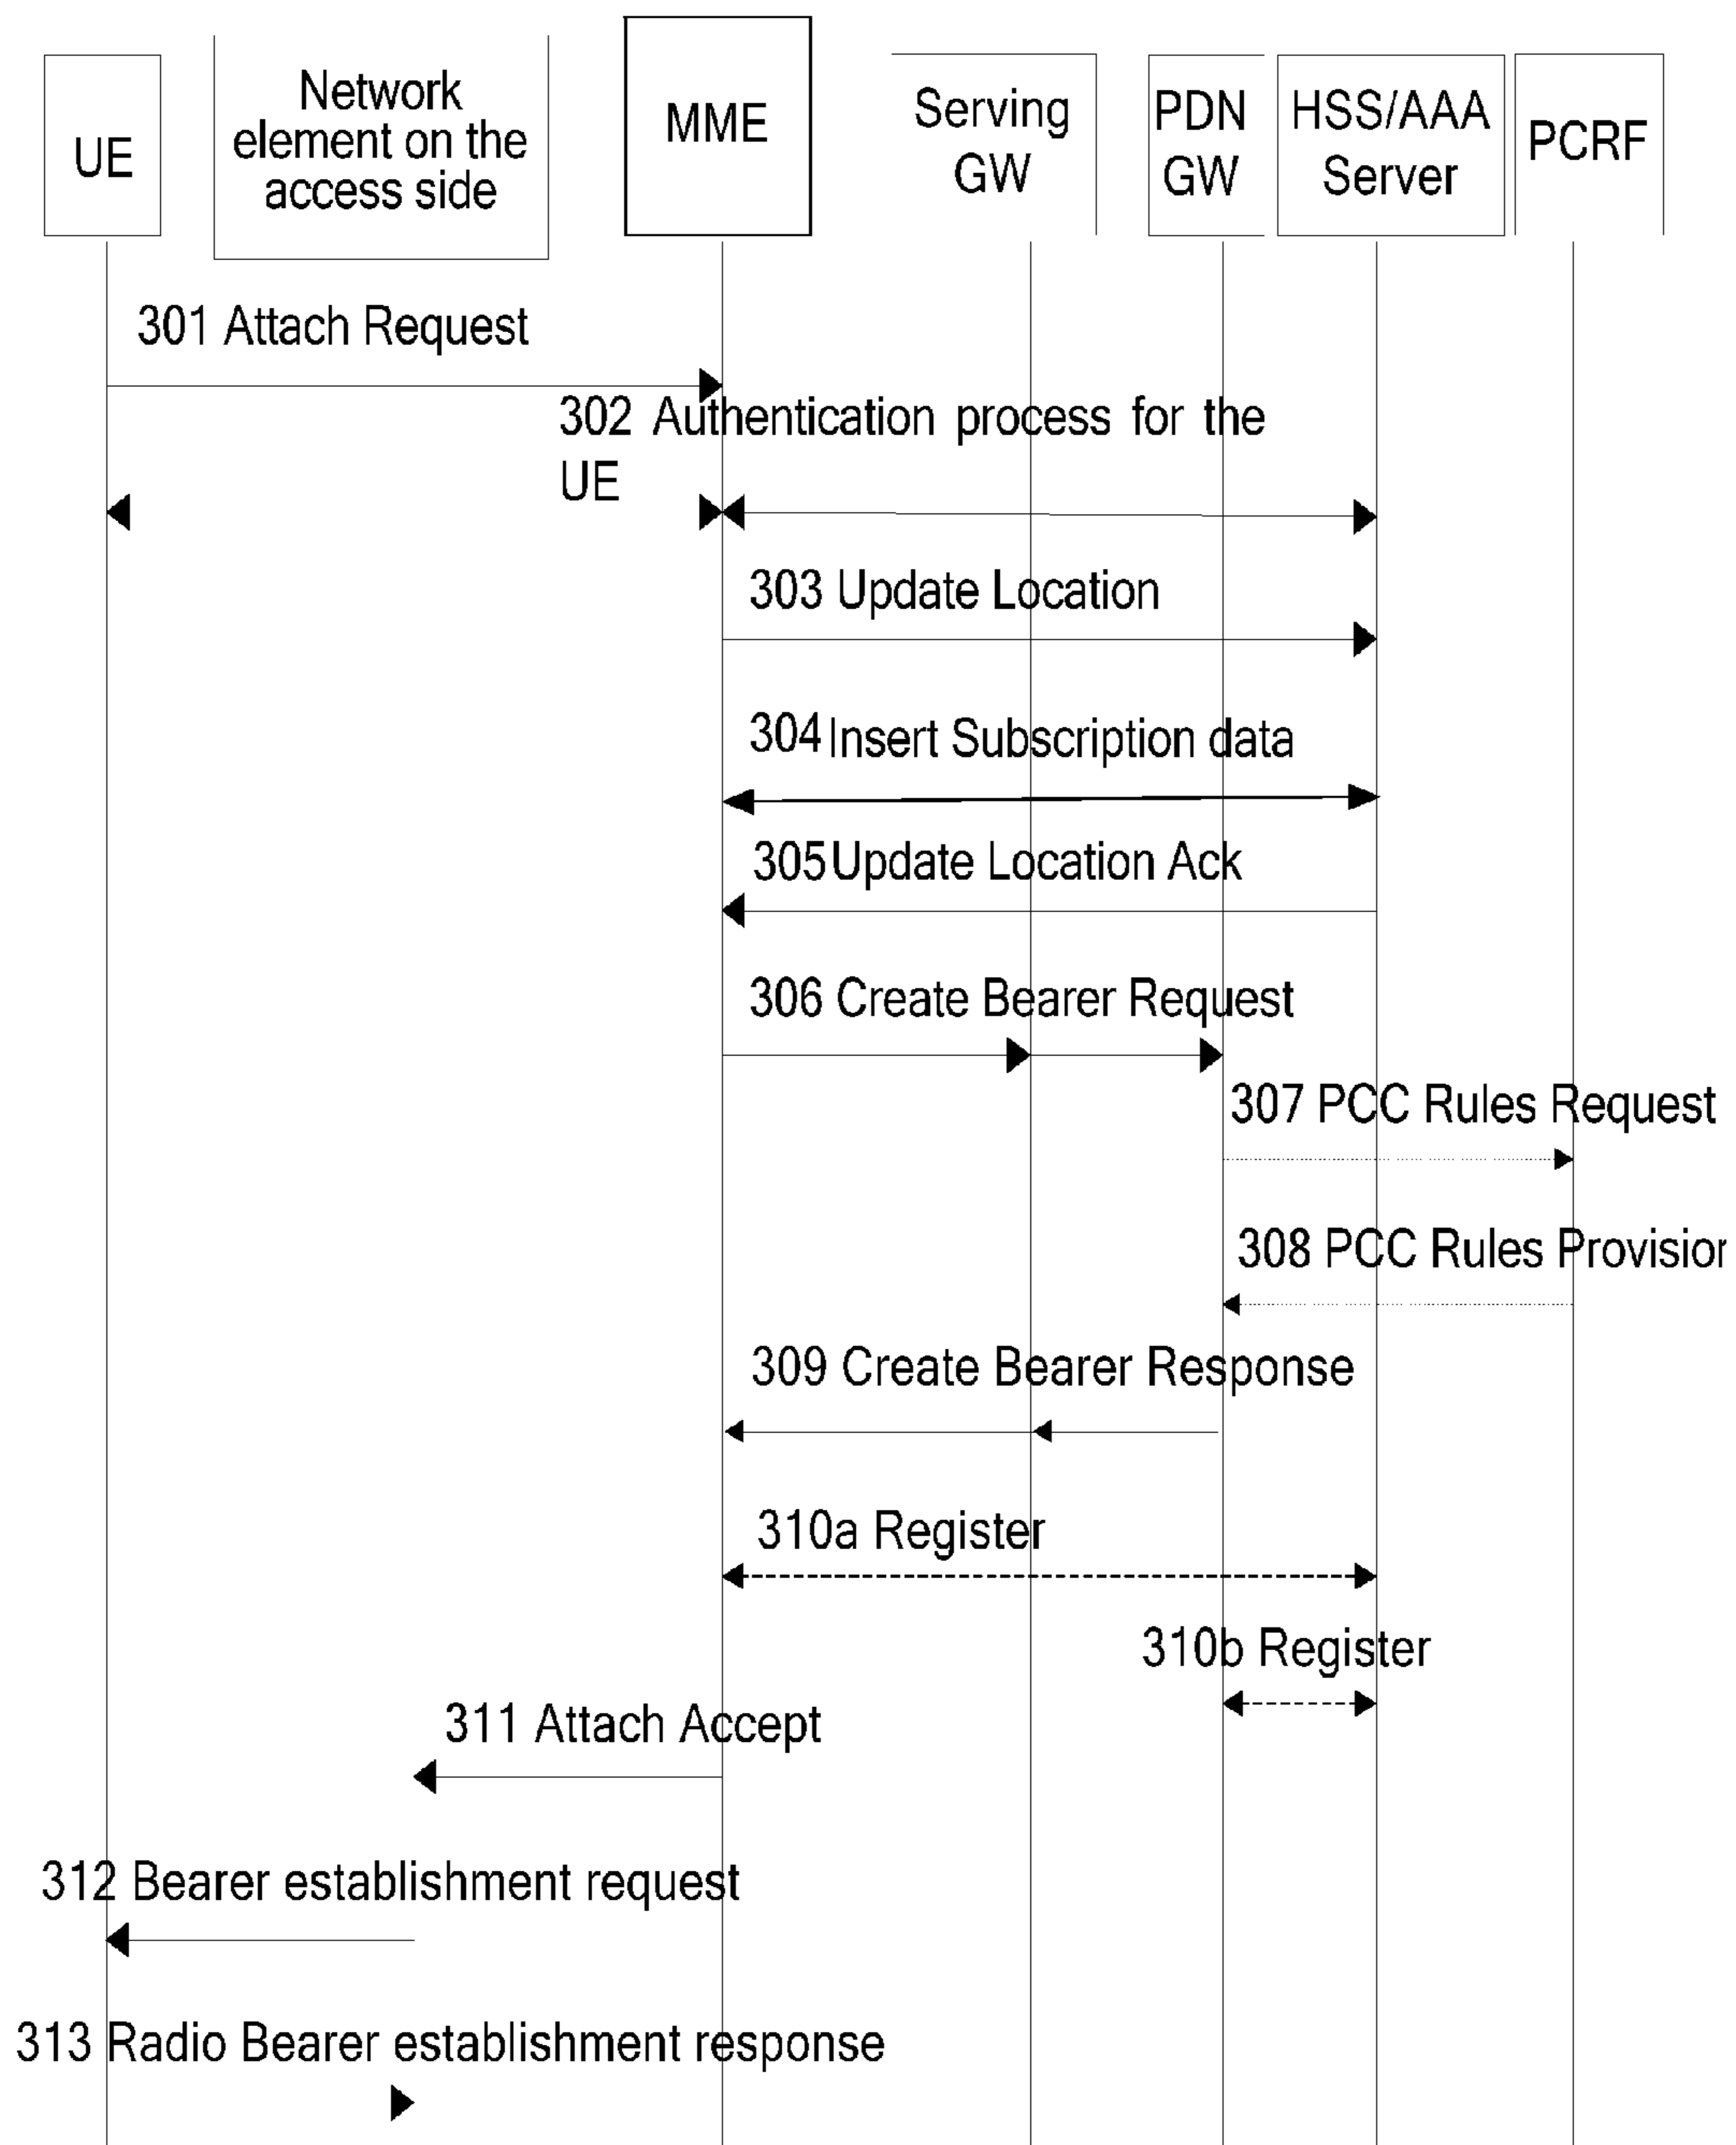 UE
Network
element on the
access side
MME
Serving
GW
PDN
GW
HSS/AAA
Server
PCRF
301 Attach Request
302 Authentication process for the
UE
303 Update Location
304 Insert Subscription data
305 Update Location Ack
306 Create Bearer Request
307 PCC Rules Request
308 PCC Rules Provision
309 Create Bearer Response
310a Register
310b Register
311 Attach Accept
312 Bearer establishment request
313 Radio Bearer establishment response